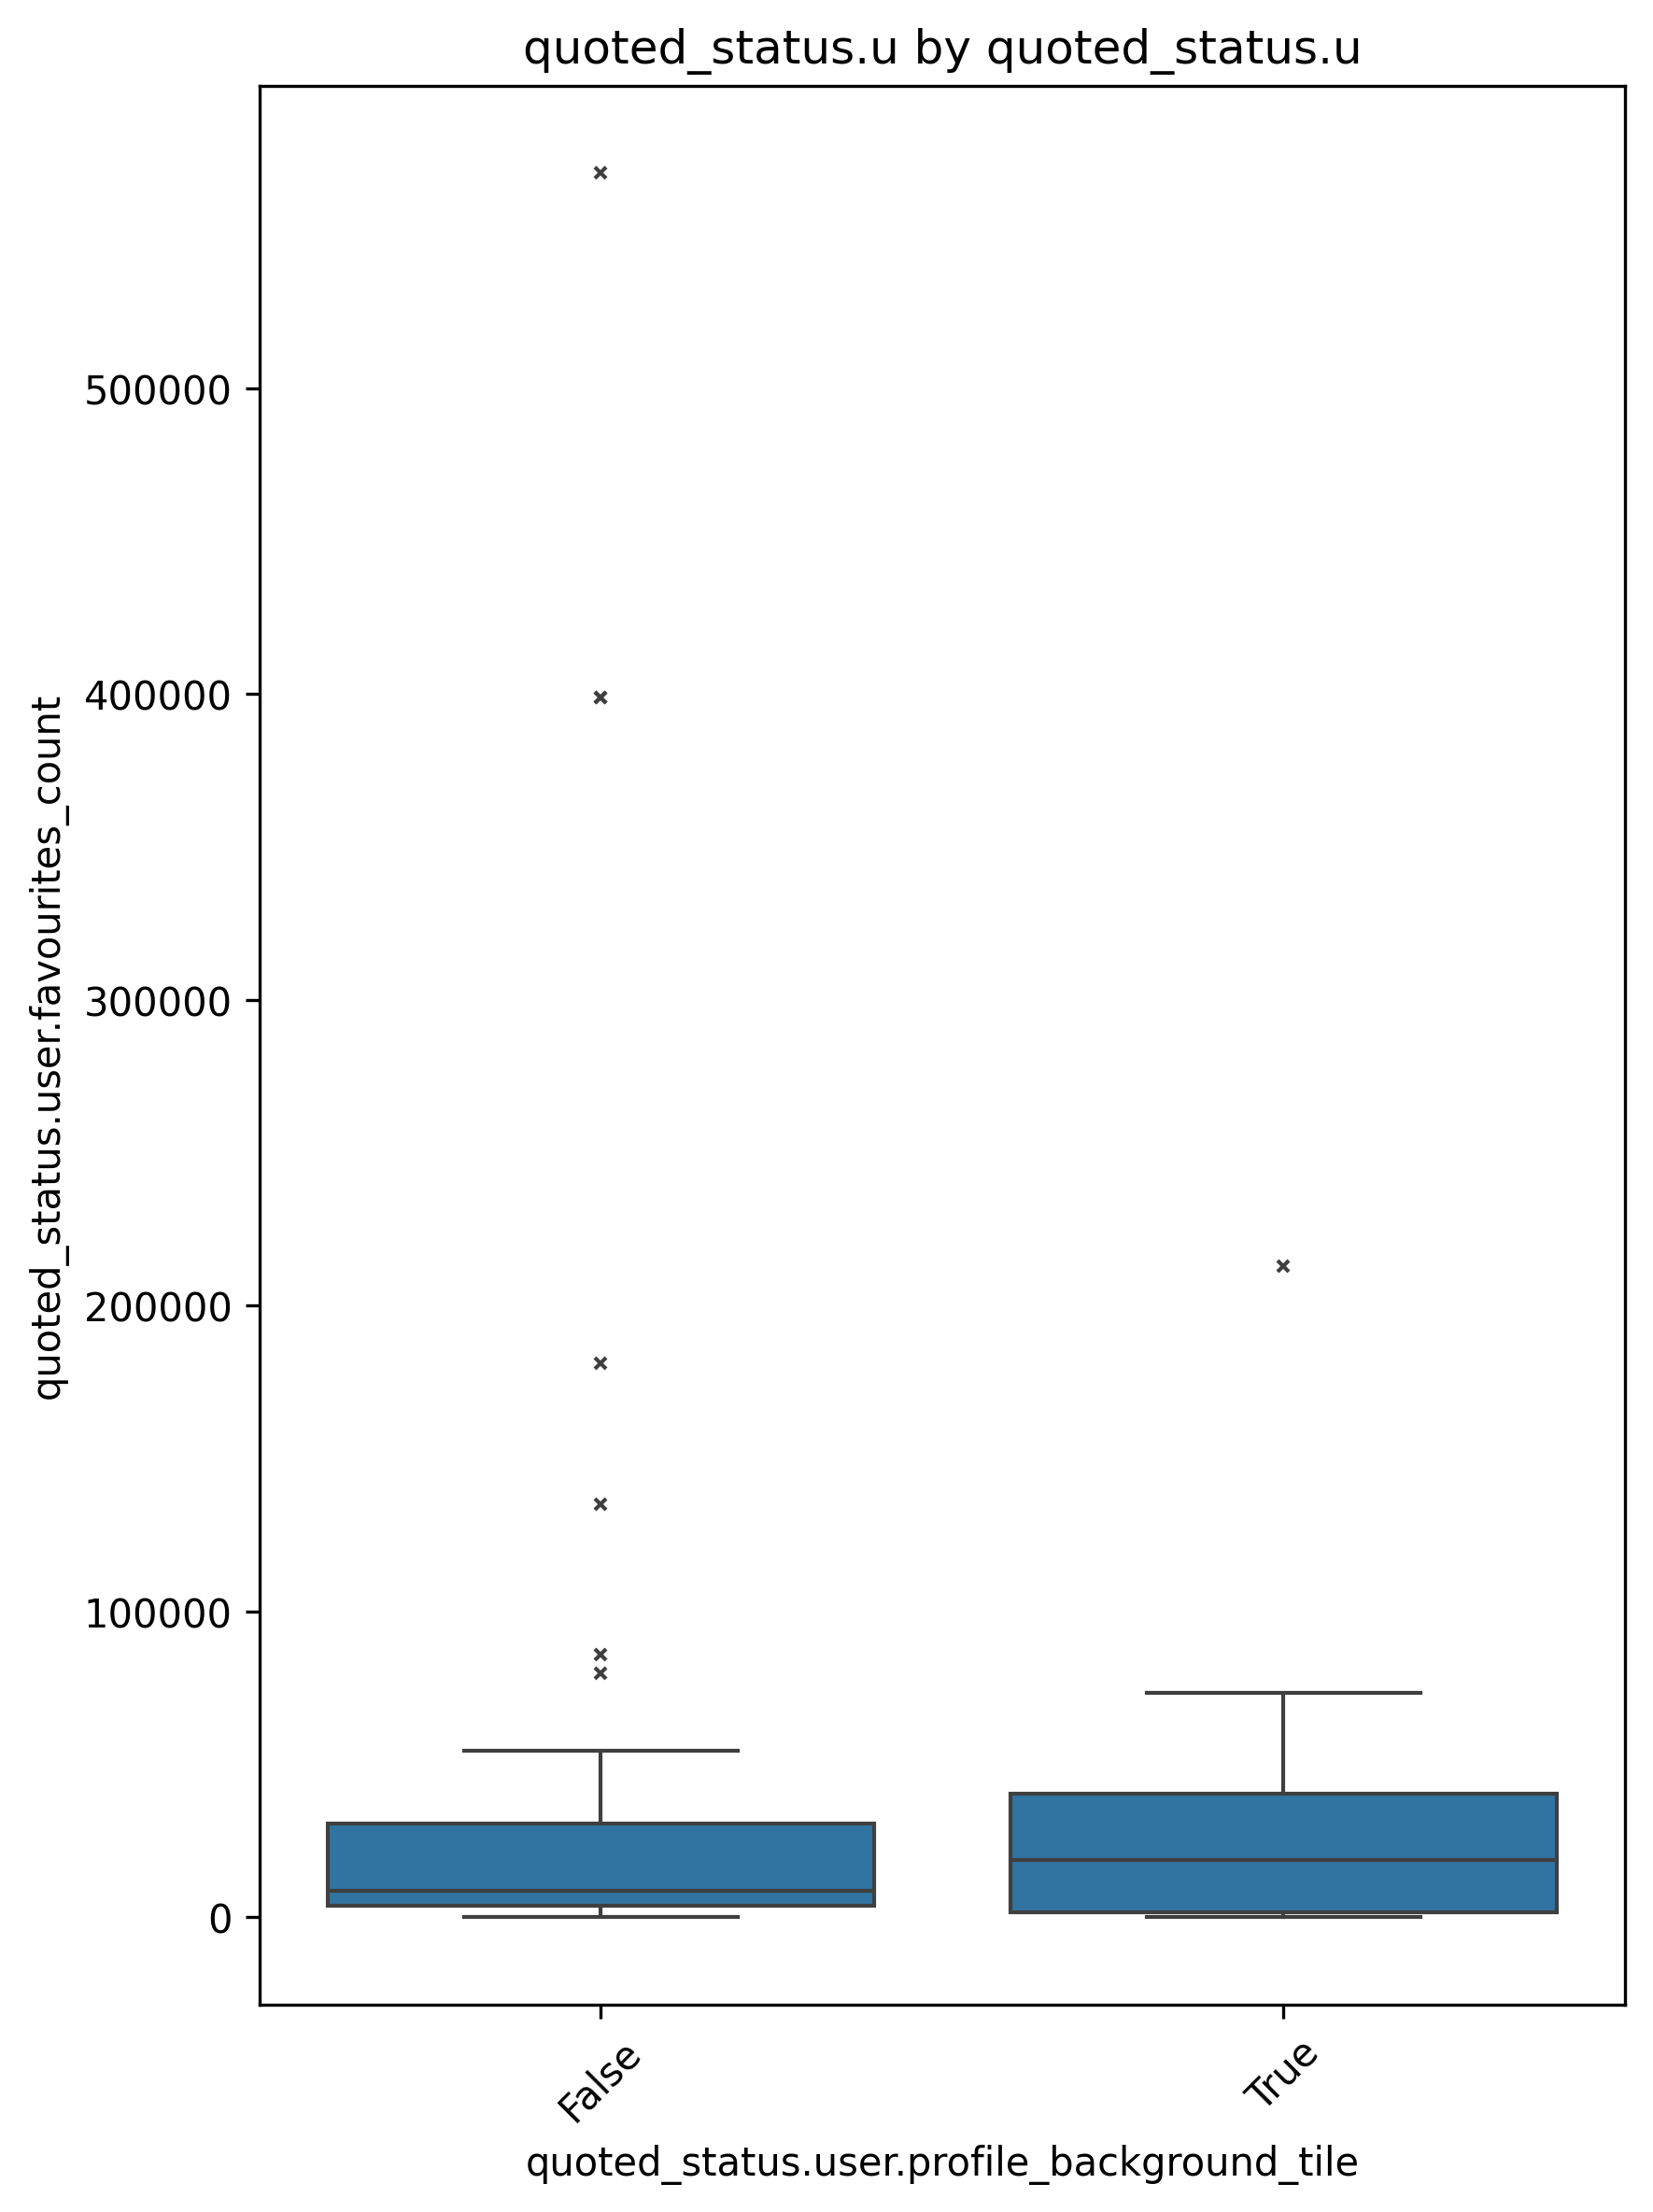 quoted_status.u by quoted_status.u
quoted_status.user.favourites_count
500000
400000
300000
200000
100000
0
False
True
quoted_status.user.profile_background_tile